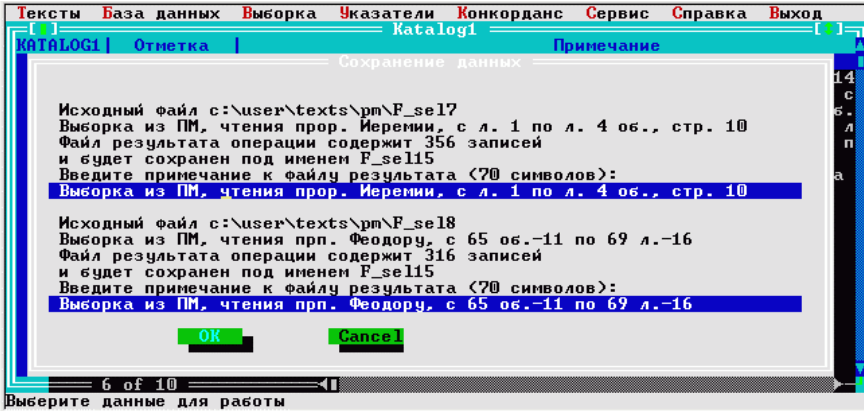 Тексты База данных Выборка Указатели Конкорданс Сервис Справка Выход
Katalog1
KATALOG1 | Отметка | Примечание
Сохранение данных
Исходный файл c:\user\texts\pm\F_sel7
Выборка из ПМ, чтения прор. Иеремии, с л. 1 по л. 4 об., стр. 10
Файл результата операции содержит 356 записей
и будет сохранен под именем F_sel15
Введите примечание к файлу результата (70 символов):
Выборка из ПМ, чтения прор. Иеремии, с л. 1 по л. 4 об., стр. 10
Исходный файл c:\user\texts\pm\F_sel8
Выборка из ПМ, чтения прп. Феодору, с 65 об.-11 по 69 л.-16
Файл результата операции содержит 316 записей
и будет сохранен под именем F_sel15
Введите примечание к файлу результата (70 символов):
Выборка из ПМ, чтения прп. Феодору, с 65 об.-11 по 69 л.-16
OK Cancel
14
с
б.
л
п
а
6 of 10
Выберите данные для работы